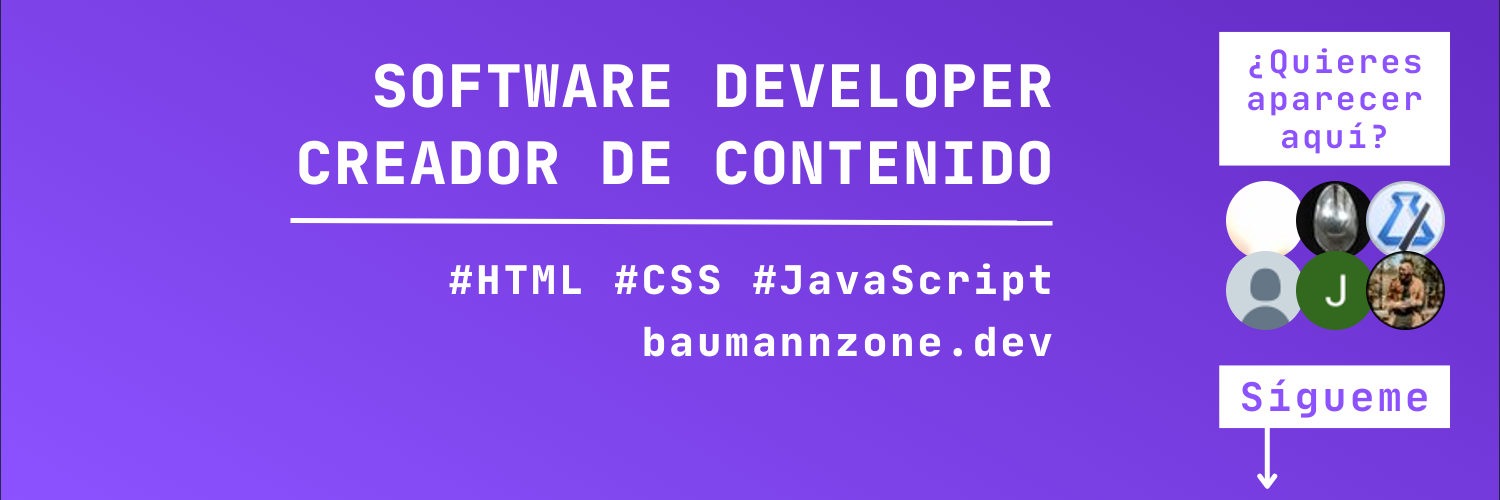 SOFTWARE DEVELOPER
CREADOR DE CONTENIDO
#HTML #CSS #JavaScript
baumannzone.dev
¿Quieres
aparecer
aquí?
J
Sígueme